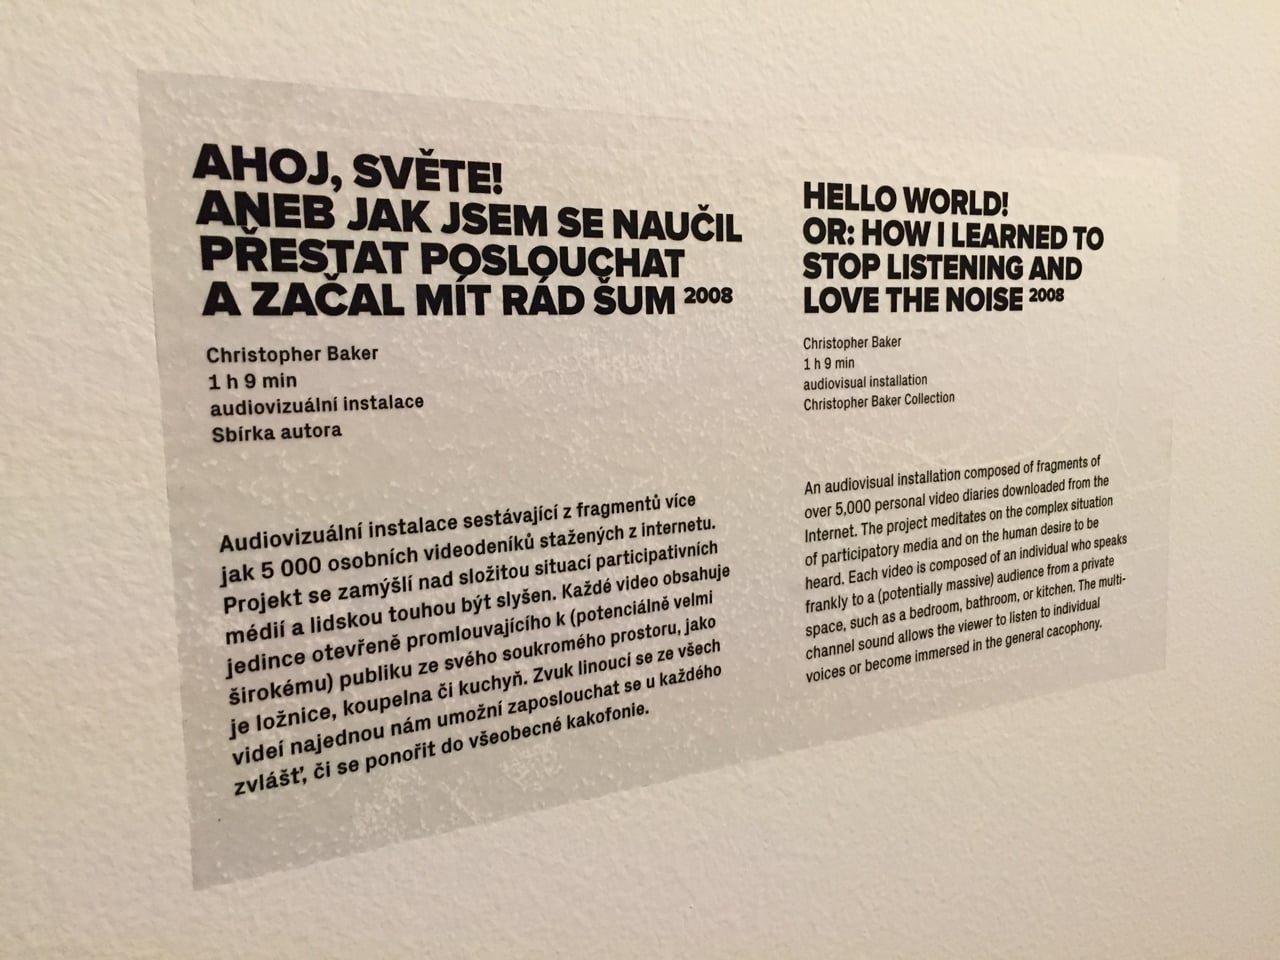 AHOJ, SVĚTE!
ANEB JAK JSEM SE NAUČIL
PŘESTAT POSLOUCHAT
A ZAČAL MÍT RÁD ŠUM 2008
Christopher Baker
1 h 9 min
audiovizuální instalace
Sbírka autora
Audiovizuální instalace sestávající z fragmentů více
jak 5 000 osobních videodeníků stažených z internetu.
Projekt se zamýšlí nad složitou situací participativních
médií a lidskou touhou být slyšen. Každé video obsahuje
jedince otevřeně promlouvajícího k (potenciálně velmi
širokému) publiku ze svého soukromého prostoru, jako
je ložnice, koupelna či kuchyň. Zvuk linoucí se ze všech
videí najednou nám umožní zaposlouchat se u každého
zvlášť, či se ponořit do všeobecné kakofonie.
HELLO WORLD!
OR: HOW I LEARNED TO
STOP LISTENING AND
LOVE THE NOISE 2008
Christopher Baker
1 h 9 min
audiovisual installation
Christopher Baker Collection
An audiovisual installation composed of fragments of
over 5,000 personal video diaries downloaded from the
Internet. The project meditates on the complex situation
of participatory media and on the human desire to be
heard. Each video is composed of an individual who speaks
frankly to a (potentially massive) audience from a private
space, such as a bedroom, bathroom, or kitchen. The multi-
channel sound allows the viewer to listen to individual
voices or become immersed in the general cacophony.